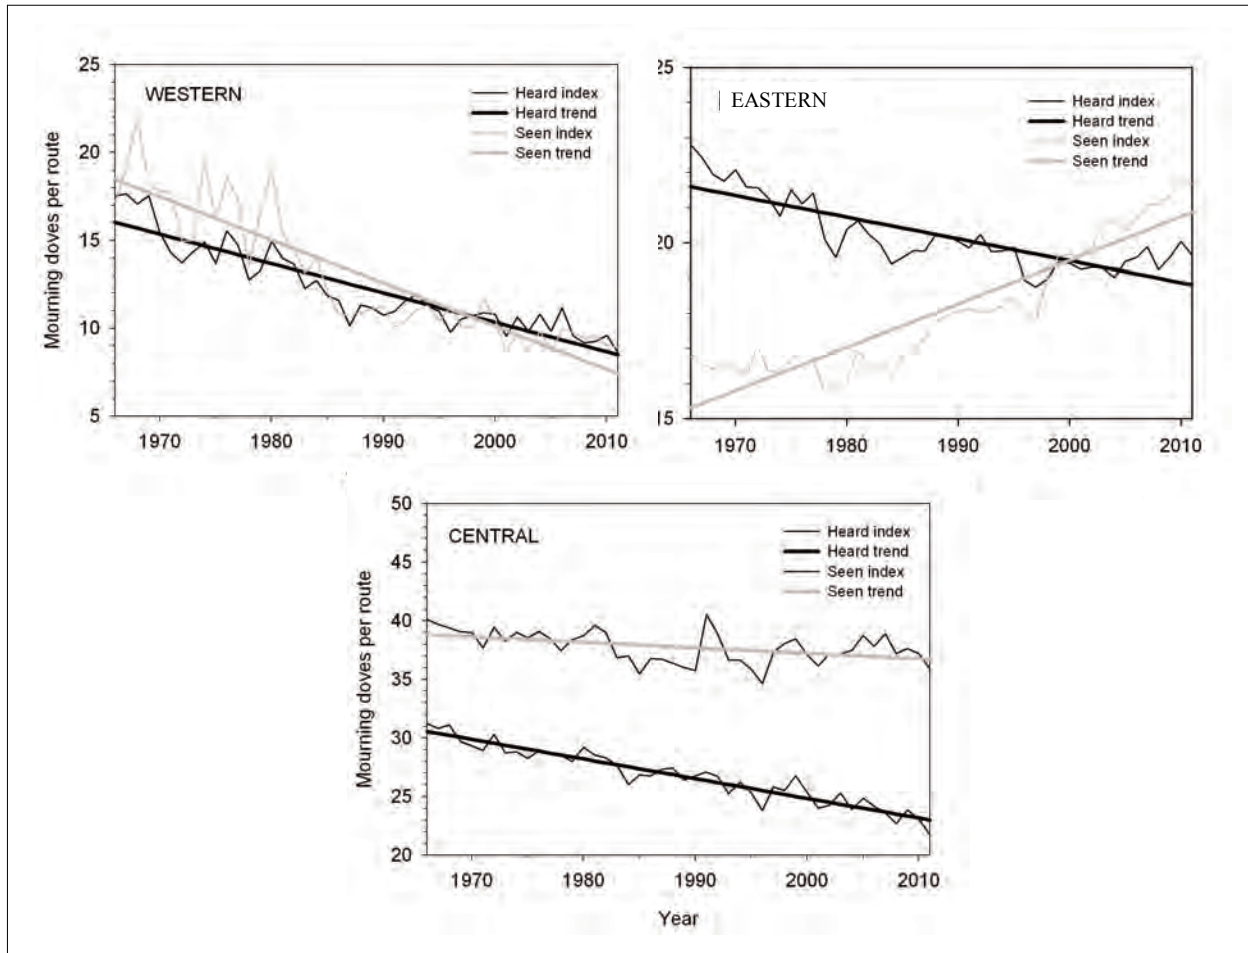 WESTERN
Mourning doves per route
25
20
15
10
5
1970 1980 1990 2000 2010
Heard index
Heard trend
Seen index
Seen trend
| EASTERN
25
20
15
1970 1980 1990 2000 2010
Heard index
Heard trend
Seen index
Seen trend
CENTRAL
Mourning doves per route
50
45
40
35
30
25
20
1970 1980 1990 2000 2010
Year
Heard index
Heard trend
Seen index
Seen trend